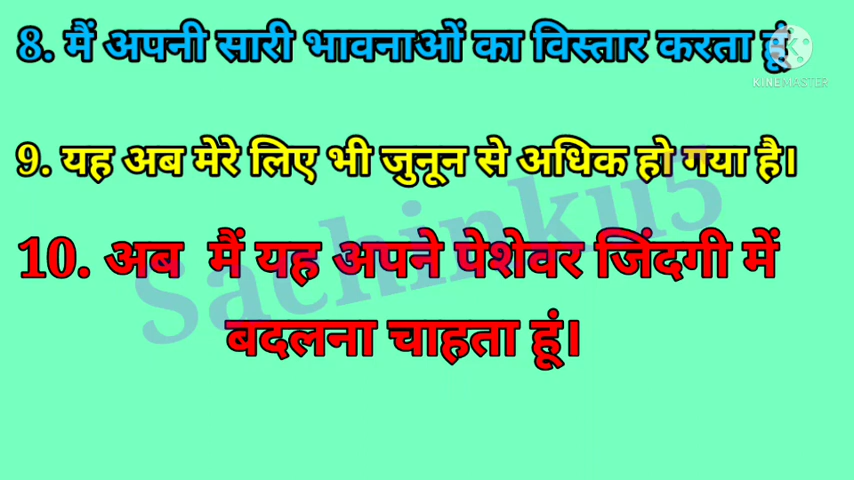 8. मैं अपनी सारी भावनाओं का विस्तार करता हूं
KINEMASTER
9. यह अब मेरे लिए भी जुनून से अधिक हो गया है।
Sachinku5
10. अब मैं यह अपने पेशेवर जिंदगी में
बदलना चाहता हूं।